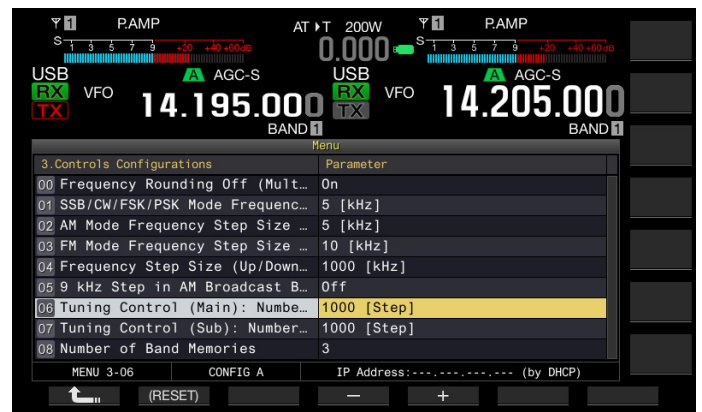 1 P.AMP AT T 200W 1 P.AMP
S 1 3 5 7 9 +20 +40 +60dB 0.000 S 1 3 5 7 9 +20 +40 +60dB
USB A AGC-S USB A AGC-S
RX VFO 14.195.000 RX VFO 14.205.000
TX BAND 1 TX BAND 1
Menu
3.Controls Configurations Parameter
00 Frequency Rounding Off (Mult… On
01 SSB/CW/FSK/PSK Mode Frequenc… 5 [kHz]
02 AM Mode Frequency Step Size … 5 [kHz]
03 FM Mode Frequency Step Size … 10 [kHz]
04 Frequency Step Size (Up/Down… 1000 [kHz]
05 9 kHz Step in AM Broadcast B… Off
06 Tuning Control (Main): Numbe… 1000 [Step]
07 Tuning Control (Sub): Number… 1000 [Step]
08 Number of Band Memories 3
MENU 3-06 CONFIG A IP Address:---.---.---.--- (by DHCP)
(RESET) − +